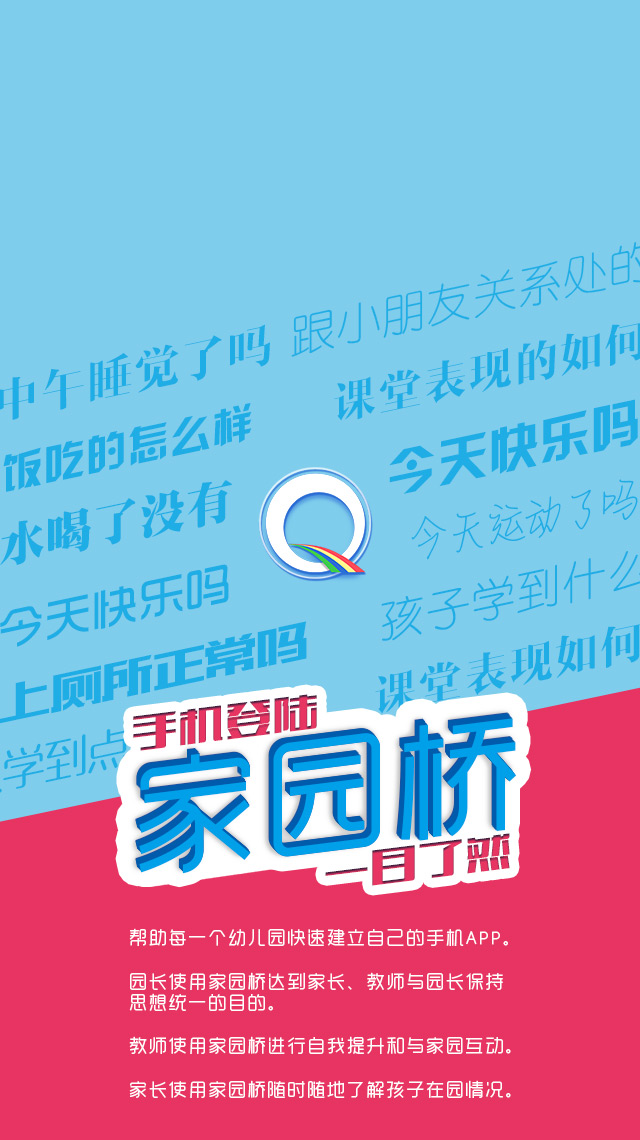 跟小朋友关系处的
中午睡觉了吗
课堂表现的如何
饭吃的怎么样
今天快乐吗
水喝了没有
今天运动了吗
今天快乐吗
孩子学到什么
上厕所正常吗
课堂表现如何
学到点
手机登陆
家园桥
一目了然
帮助每一个幼儿园快速建立自己的手机APP。
园长使用家园桥达到家长、教师与园长保持
思想统一的目的。
教师使用家园桥进行自我提升和与家园互动。
家长使用家园桥随时随地了解孩子在园情况。